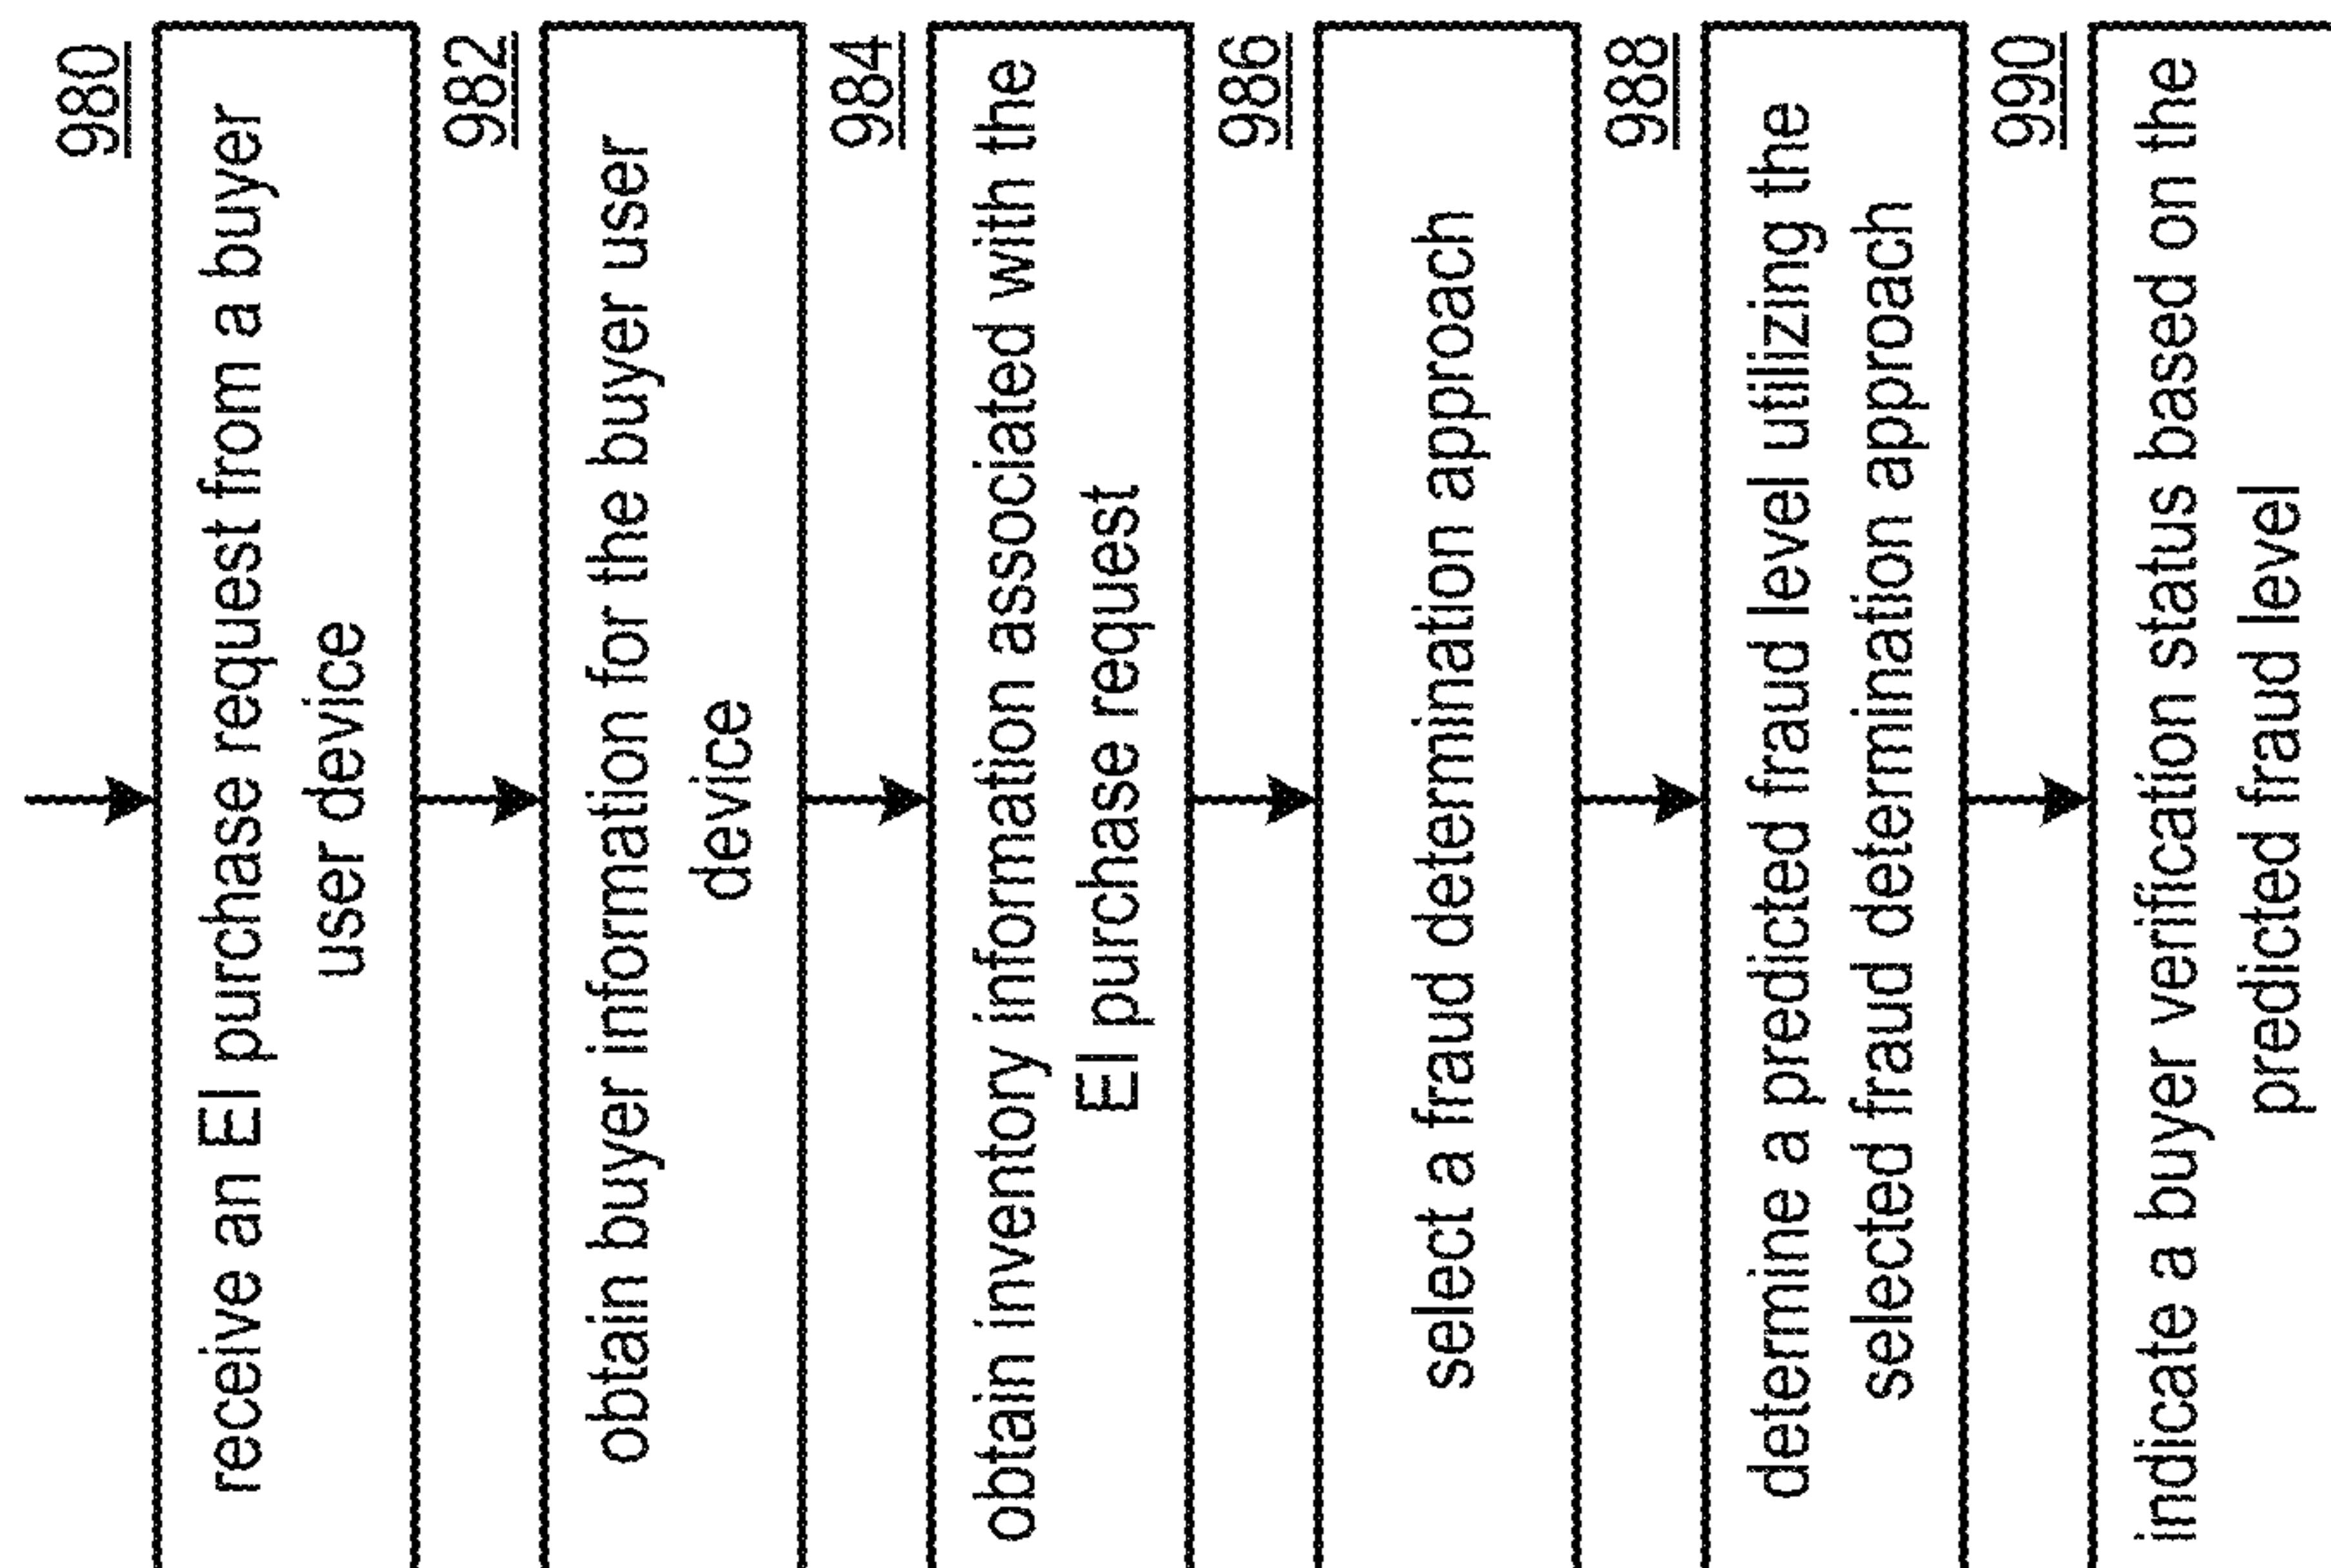 980
receive an EI purchase request from a buyer
user device
982
obtain buyer information for the buyer user
device
984
obtain inventory information associated with the
EI purchase request
986
select a fraud determination approach
988
determine a predicted fraud level utilizing the
selected fraud determination approach
990
indicate a buyer verification status based on the
predicted fraud level